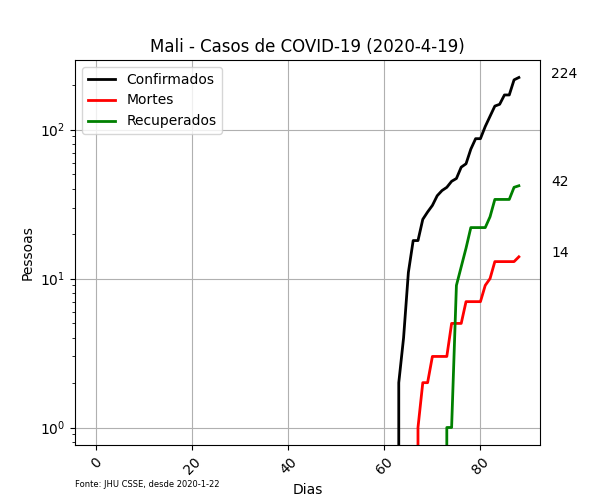 Mali - Casos de COVID-19 (2020-4-19)
Confirmados
Mortes
Recuperados
224
42
14
10²
10¹
10⁰
Pessoas
0
20
40
60
80
Dias
Fonte: JHU CSSE, desde 2020-1-22